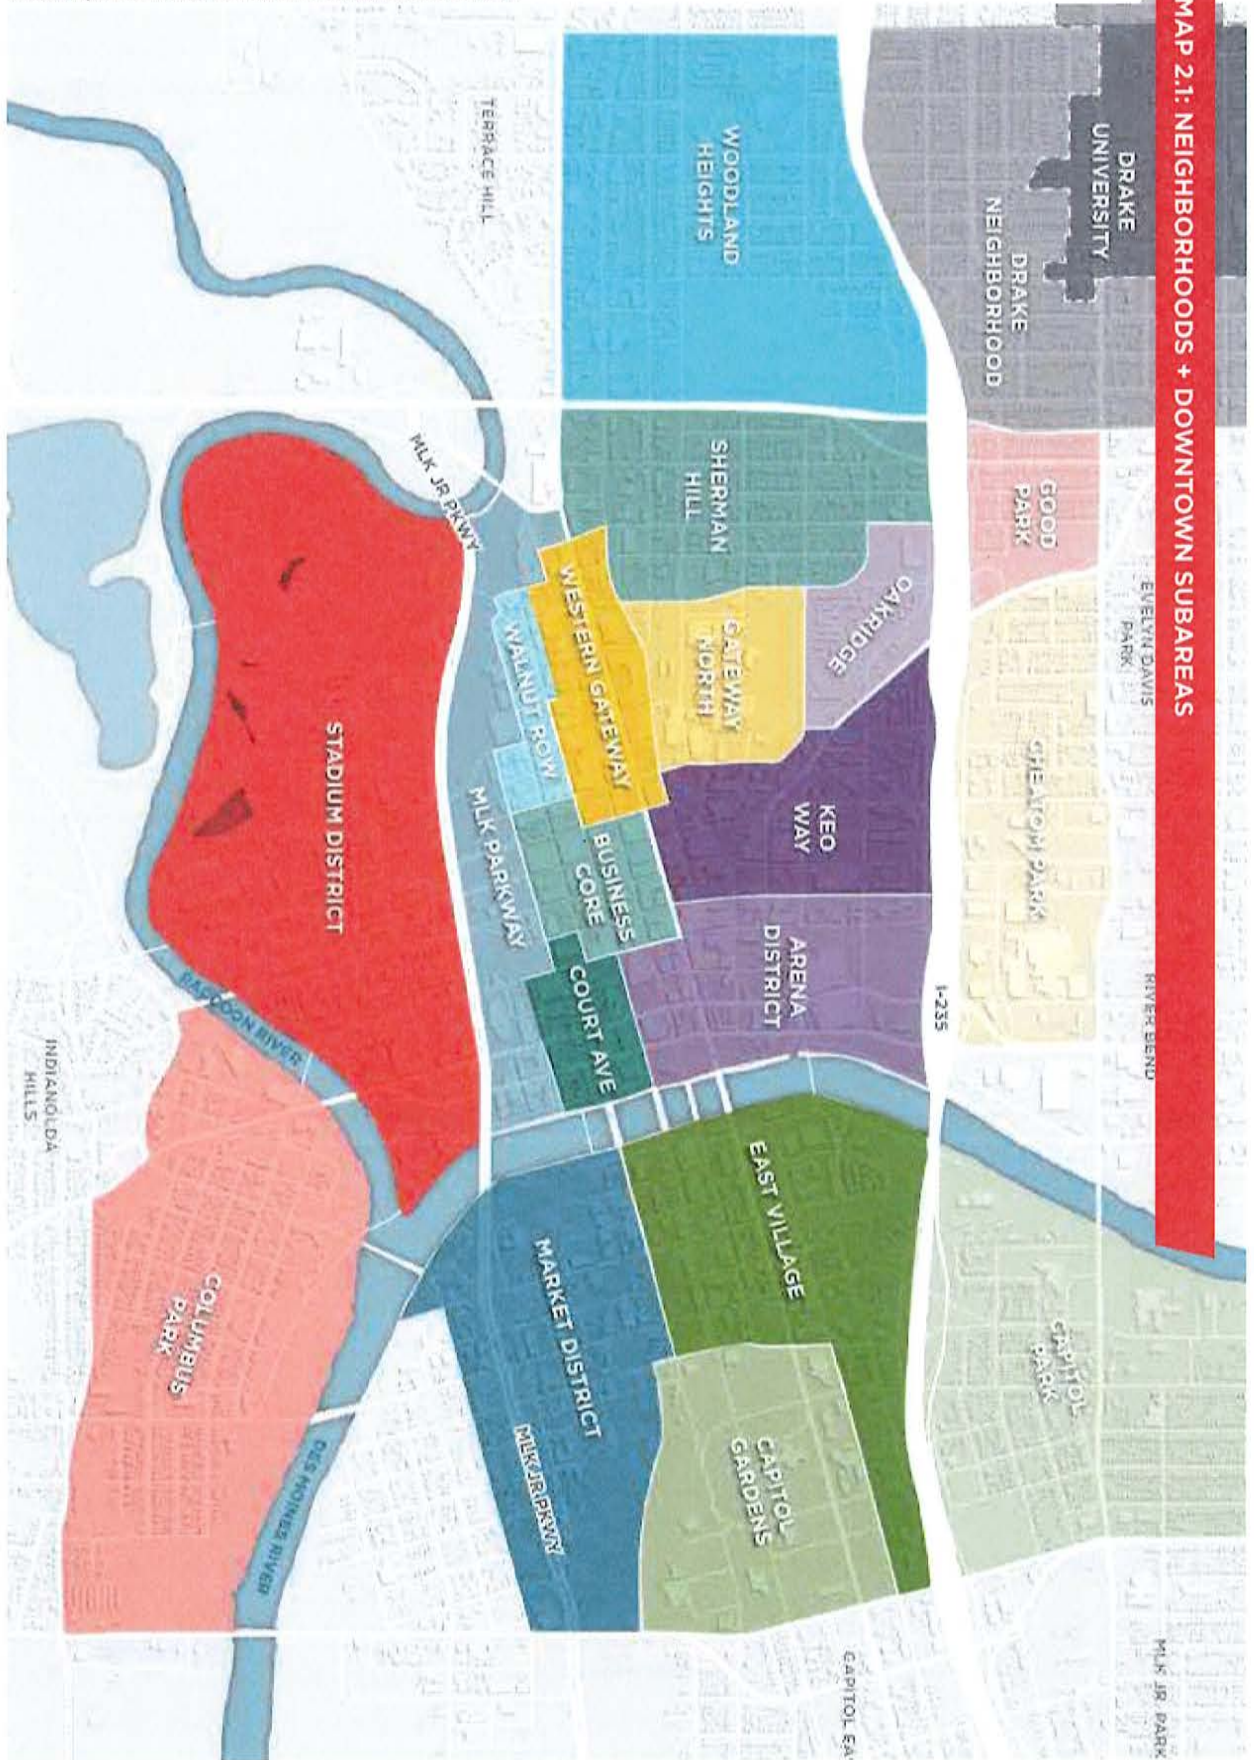 MAP 2.1: NEIGHBORHOODS + DOWNTOWN SUBAREAS
DRAKE
UNIVERSITY
DRAKE
NEIGHBORHOOD
EVELYN DAVIS
PARK
RIVER BEND
MLK JR PARK
GOOD
PARK
CHEATOM PARK
CAPITOL
PARK
I-235
WOODLAND
HEIGHTS
SHERMAN
HILL
OAKRIDGE
KEO
WAY
ARENA
DISTRICT
EAST VILLAGE
CAPITOL
GARDENS
GATEWAY
NORTH
WESTERN GATEWAY
WALNUT ROW
BUSINESS
CORE
COURT AVE
MARKET DISTRICT
MLK JR PKWY
TERRACE HILL
MLK JR PKWY
MLK PARKWAY
STADIUM DISTRICT
RACCOON RIVER
DES MOINES RIVER
COLUMBUS
PARK
INDIANOLA
HILLS
CAPITOL EA